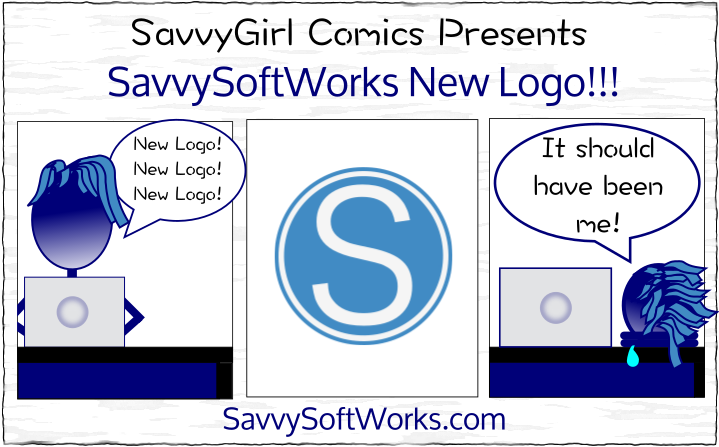 SavvyGirl Comics Presents
SavvySoftWorks New Logo!!!
New Logo!
New Logo!
New Logo!
S
It should
have been
me!
SavvySoftWorks.com